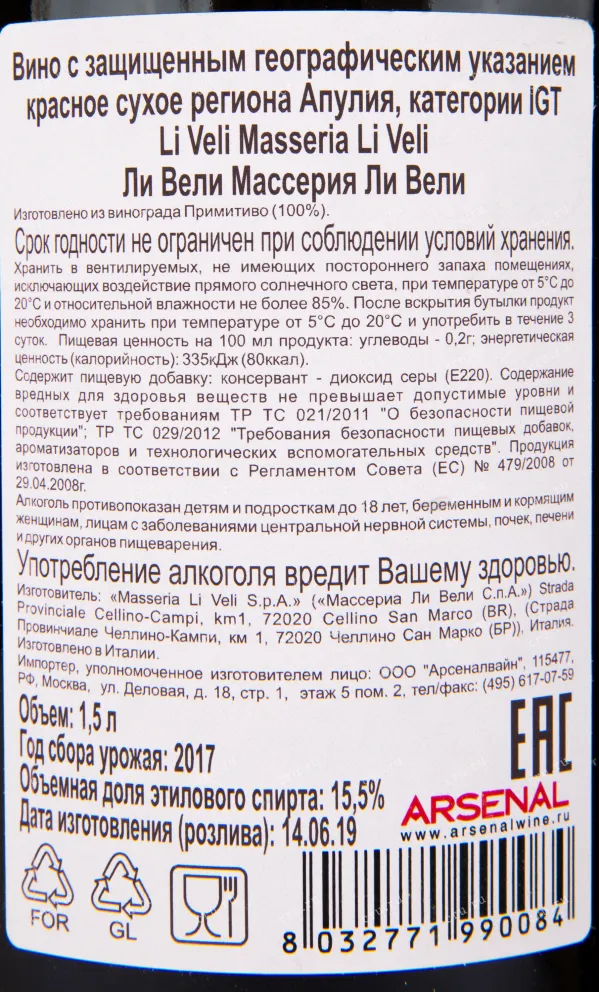 Вино с защищенным географическим указанием
красное сухое региона Апулия, категории IGT
Li Veli Masseria Li Veli
Ли Вели Массерия Ли Вели
Изготовлено из винограда Примитиво (100%).
Срок годности не ограничен при соблюдении условий хранения.
Хранить в вентилируемых, не имеющих постороннего запаха помещениях,
исключающих воздействие прямого солнечного света, при температуре от 5°С до
20°С и относительной влажности не более 85%. После вскрытия бутылки продукт
необходимо хранить при температуре от 5°С до 20°С и употребить в течение 3
суток. Пищевая ценность на 100 мл продукта: углеводы - 0,2г; энергетическая
ценность (калорийность): 335кДж (80ккал).
Содержит пищевую добавку: консервант - диоксид серы (Е220). Содержание
вредных для здоровья веществ не превышает допустимые уровни и
соответствует требованиям ТР ТС 021/2011 "О безопасности пищевой
продукции"; ТР ТС 029/2012 "Требования безопасности пищевых добавок,
ароматизаторов и технологических вспомогательных средств". Продукция
изготовлена в соответствии с Регламентом Совета (ЕС) № 479/2008 от
29.04.2008г.
Алкоголь противопоказан детям и подросткам до 18 лет, беременным и кормящим
женщинам, лицам с заболеваниями центральной нервной системы, почек, печени
и других органов пищеварения.
Употребление алкоголя вредит Вашему здоровью.
Изготовитель: «Masseria Li Veli S.p.A.» («Массериа Ли Вели С.п.А.») Strada
Provinciale Cellino-Campi, km1, 72020 Cellino San Marco (BR), (Страда
Провинчиале Челлино-Кампи, км 1, 72020 Челлино Сан Марко (БР)), Италия.
Изготовлено в Италии.
Импортер, уполномоченное изготовителем лицо: ООО "Арсеналвайн", 115477,
РФ, Москва, ул. Деловая, д. 18, стр. 1, этаж 5 пом. 2, тел/факс: (495) 617-07-59
Объем: 1,5 л
Год сбора урожая: 2017
Объемная доля этилового спирта: 15,5%
Дата изготовления (розлива): 14.06.19
EAC
ARSENAL
www.arsenalwine.ru
FOR
GL
8 032771 990084